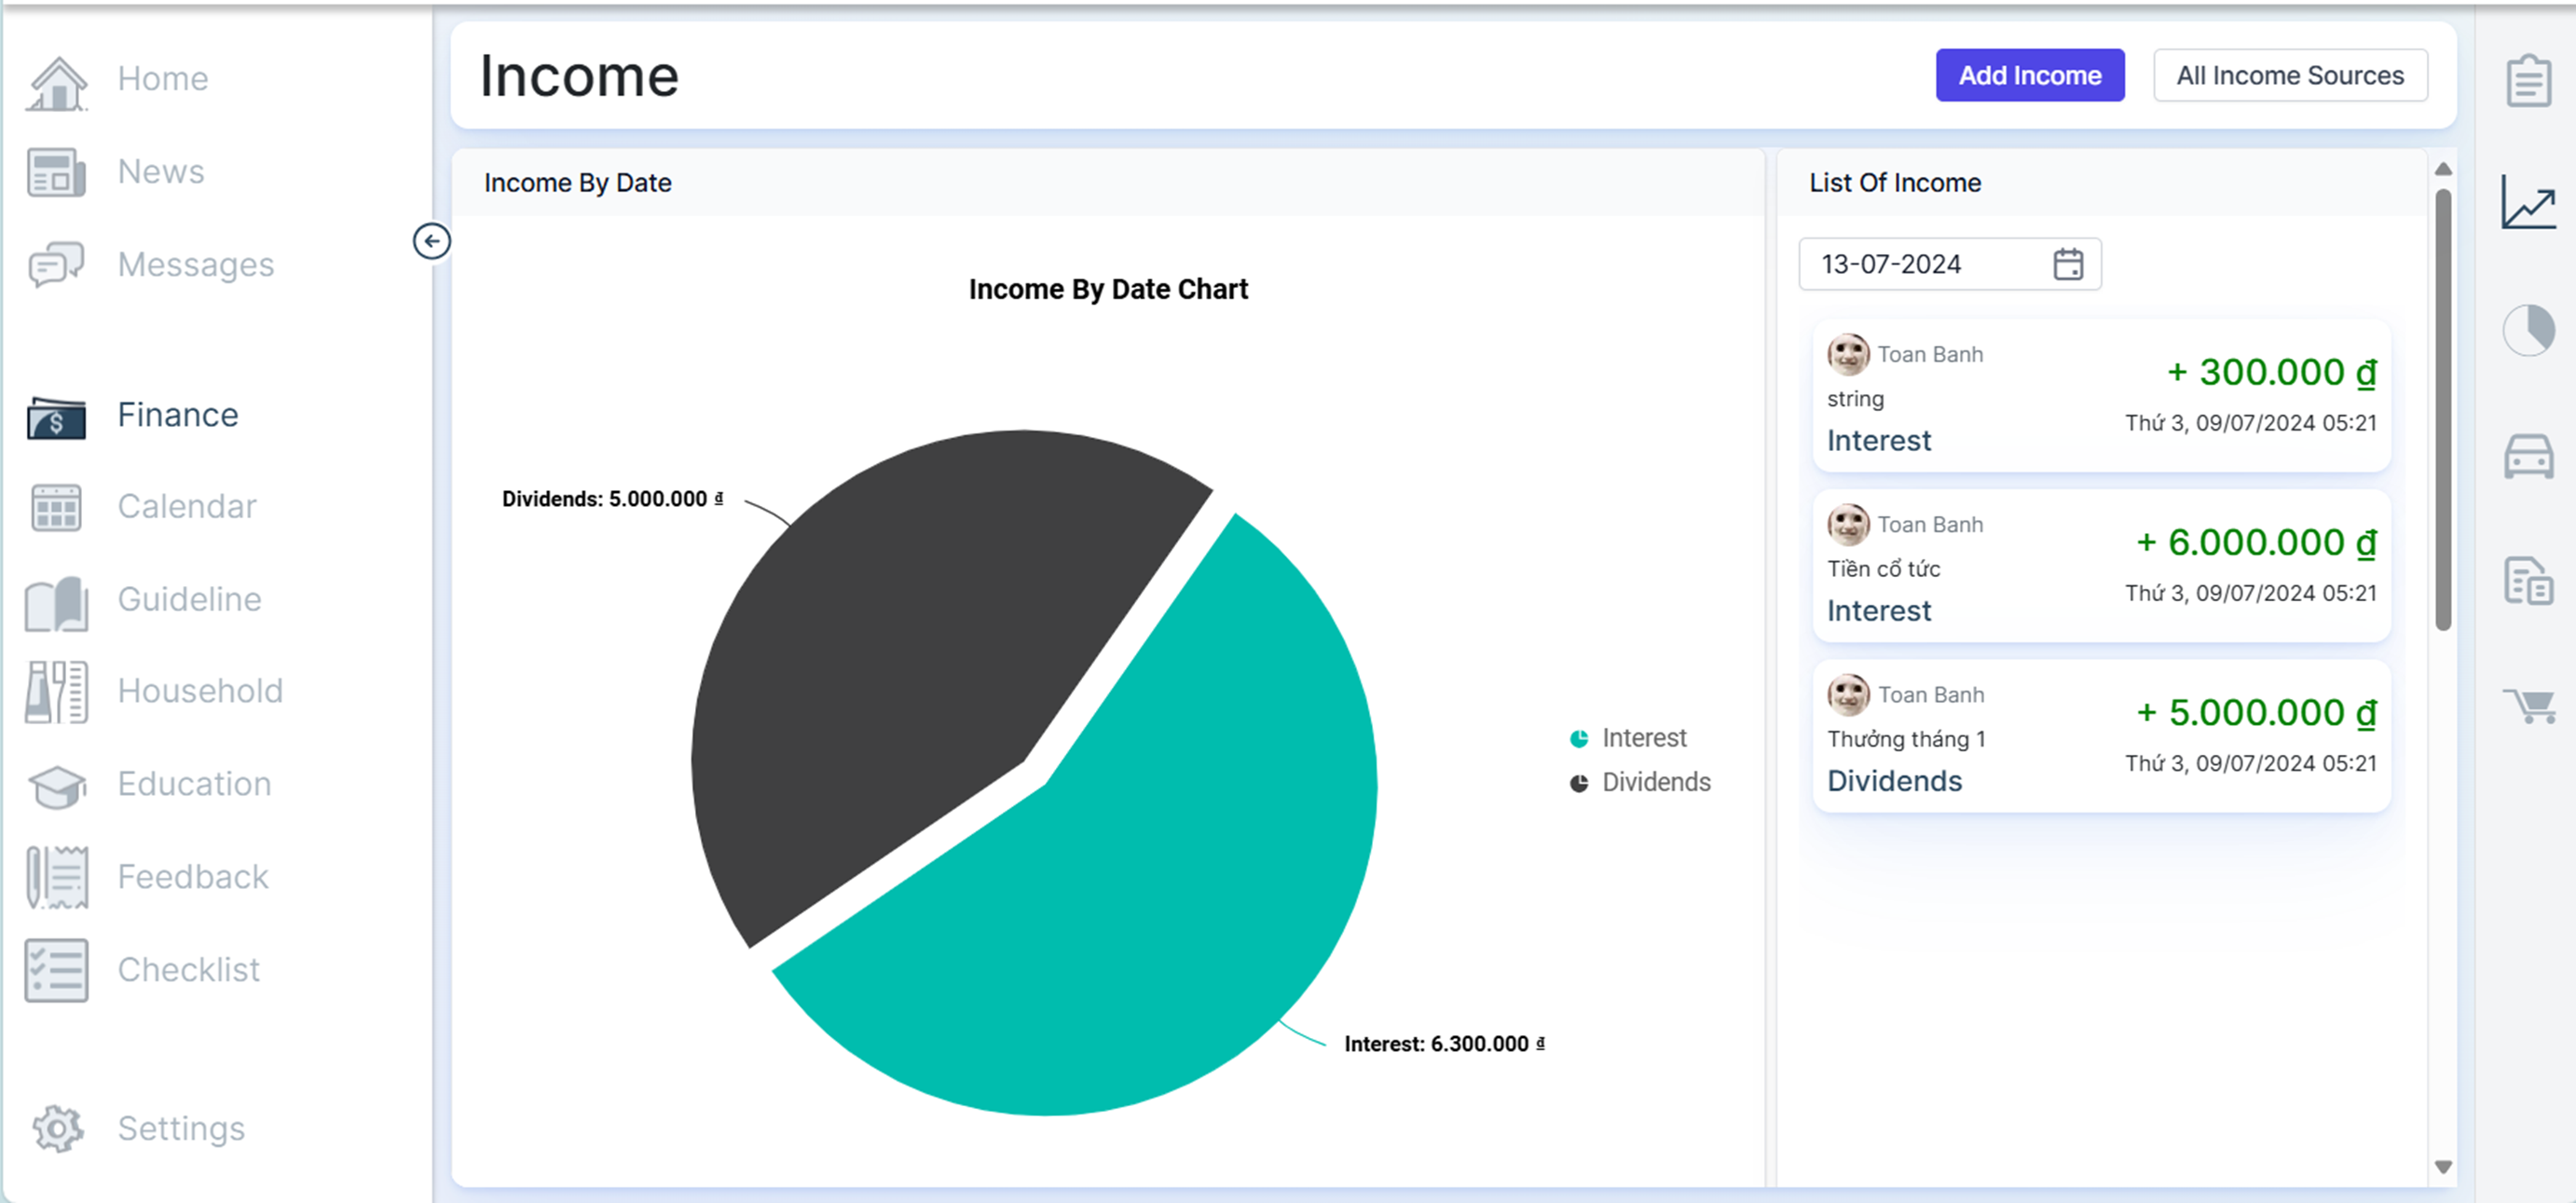 Home
News
Messages
Finance
Calendar
Guideline
Household
Education
Feedback
Checklist
Settings
Income
Add Income
All Income Sources
Income By Date
Income By Date Chart
Dividends: 5.000.000 ₫
Interest: 6.300.000 ₫
Interest
Dividends
List Of Income
13-07-2024
Toan Banh
+ 300.000 ₫
string
Thứ 3, 09/07/2024 05:21
Interest
Toan Banh
+ 6.000.000 ₫
Tiền cổ tức
Thứ 3, 09/07/2024 05:21
Interest
Toan Banh
+ 5.000.000 ₫
Thưởng tháng 1
Thứ 3, 09/07/2024 05:21
Dividends